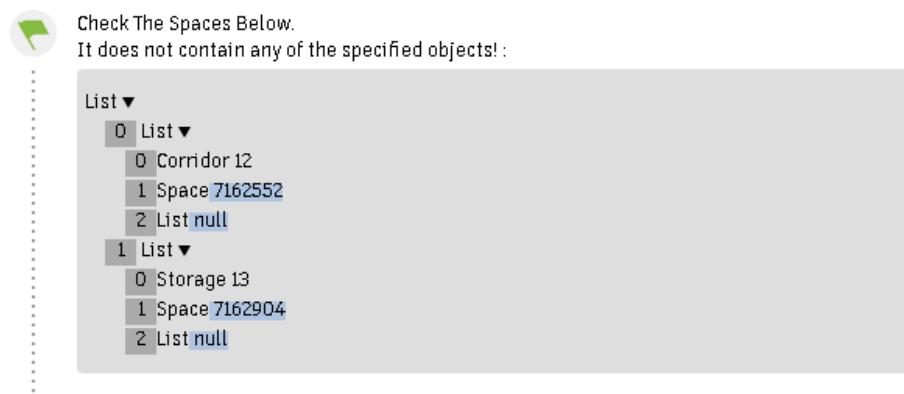 Check The Spaces Below.
It does not contain any of the specified objects! :
List ▼
0 List ▼
0 Corridor 12
1 Space 7162552
2 List null
1 List ▼
0 Storage 13
1 Space 7162904
2 List null